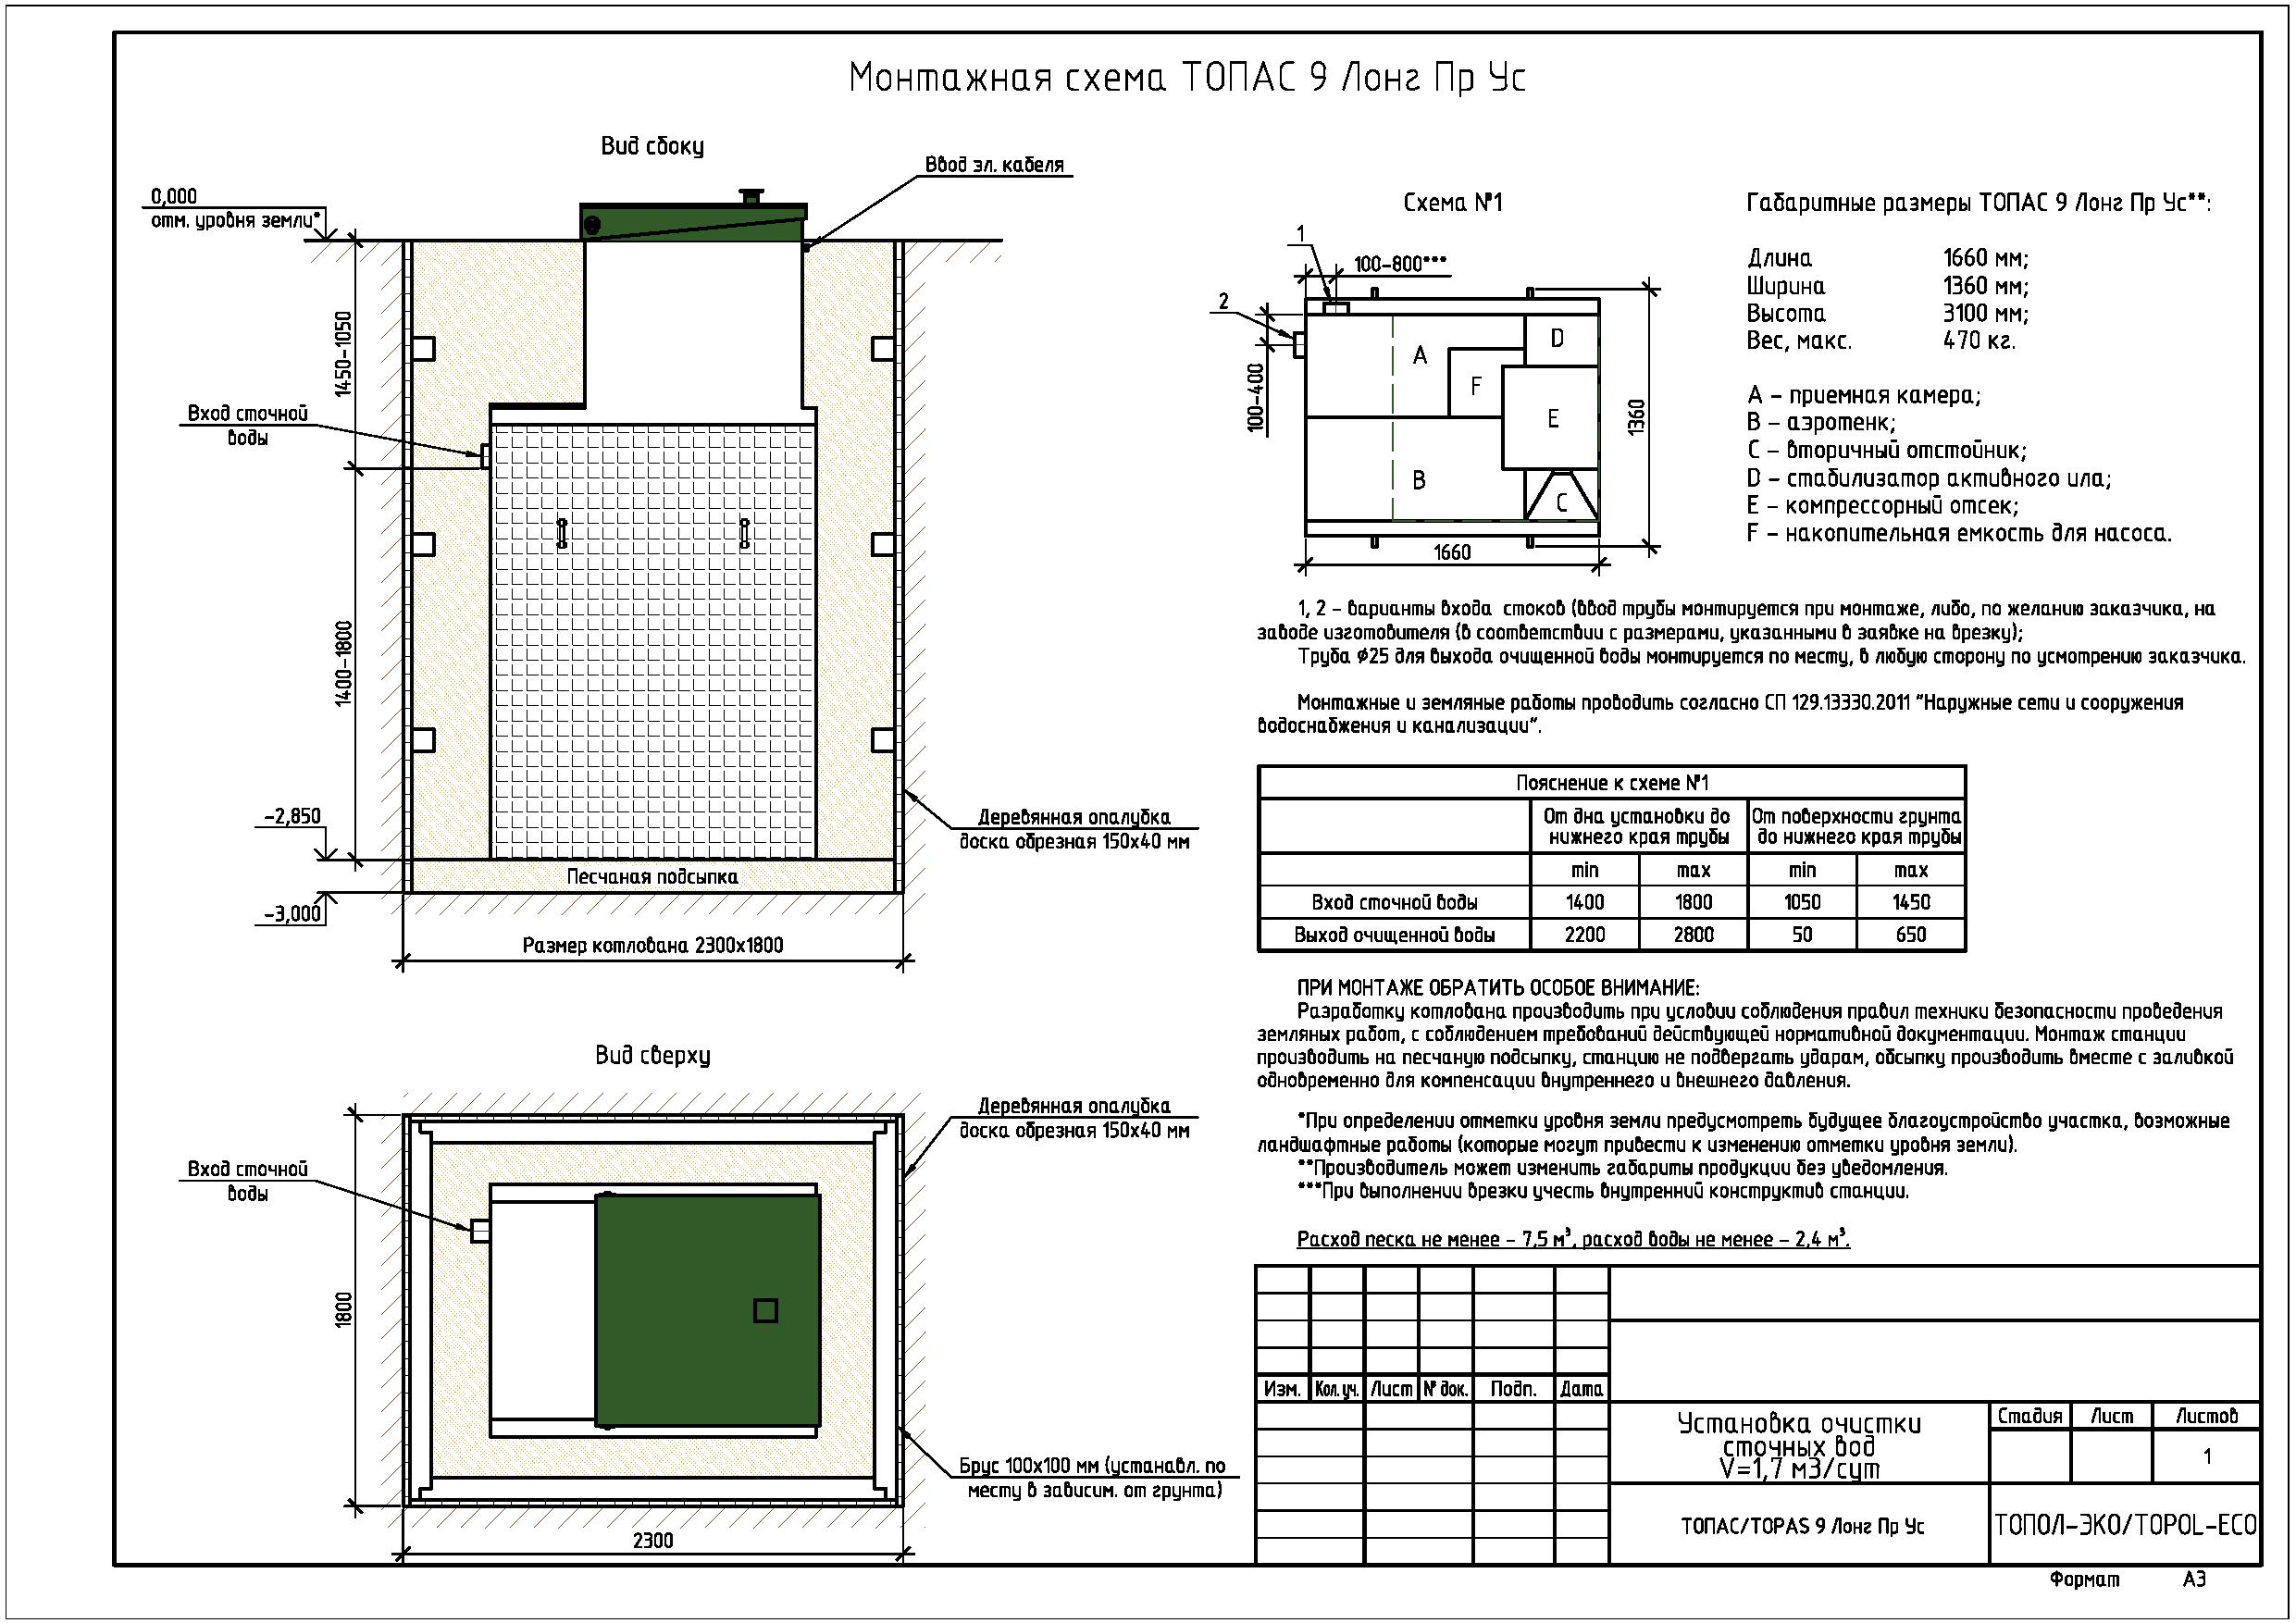 Монтажная схема ТОПАС 9 Лонг Пр Ус
Вид сбоку
Ввод эл. кабеля
0,000
отм. уровня земли*
1450-1050
Вход сточной
воды
1400-1800
-2,850
Деревянная опалубка
доска обрезная 150х40 мм
Песчаная подсыпка
-3,000
Размер котлована 2300х1800
Вид сверху
Деревянная опалубка
доска обрезная 150х40 мм
Вход сточной
воды
1800
Брус 100х100 мм (устанавл. по
месту в зависим. от грунта)
2300
Схема №1
1
100-800***
2
100-400
A
D
F
E
B
C
1360
1660
Габаритные размеры ТОПАС 9 Лонг Пр Ус**:
Длина 1660 мм;
Ширина 1360 мм;
Высота 3100 мм;
Вес, макс. 470 кг.
A - приемная камера;
B - аэротенк;
C - вторичный отстойник;
D - стабилизатор активного ила;
E - компрессорный отсек;
F - накопительная емкость для насоса.
1, 2 - варианты входа стоков (ввод трубы монтируется при монтаже, либо, по желанию заказчика, на
заводе изготовителя (в соответствии с размерами, указанными в заявке на врезку);
Труба Ø25 для выхода очищенной воды монтируется по месту, в любую сторону по усмотрению заказчика.
Монтажные и земляные работы проводить согласно СП 129.13330.2011 "Наружные сети и сооружения
водоснабжения и канализации".
Пояснение к схеме №1
От дна установки до нижнего края трубы От поверхности грунта до нижнего края трубы
min max min max
Вход сточной воды 1400 1800 1050 1450
Выход очищенной воды 2200 2800 50 650
ПРИ МОНТАЖЕ ОБРАТИТЬ ОСОБОЕ ВНИМАНИЕ:
Разработку котлована производить при условии соблюдения правил техники безопасности проведения
земляных работ, с соблюдением требований действующей нормативной документации. Монтаж станции
производить на песчаную подсыпку, станцию не подвергать ударам, обсыпку производить вместе с заливкой
одновременно для компенсации внутреннего и внешнего давления.
*При определении отметки уровня земли предусмотреть будущее благоустройство участка, возможные
ландшафтные работы (которые могут привести к изменению отметки уровня земли).
**Производитель может изменить габариты продукции без уведомления.
***При выполнении врезки учесть внутренний конструктив станции.
Расход песка не менее - 7,5 м³, расход воды не менее - 2,4 м³.
Изм. Кол. уч. Лист № док. Подп. Дата
Установка очистки
сточных вод
V=1,7 м3/сут
Стадия Лист Листов
1
ТОПАС/TOPAS 9 Лонг Пр Ус
ТОПОЛ-ЭКО/TOPOL-ECO
Формат А3